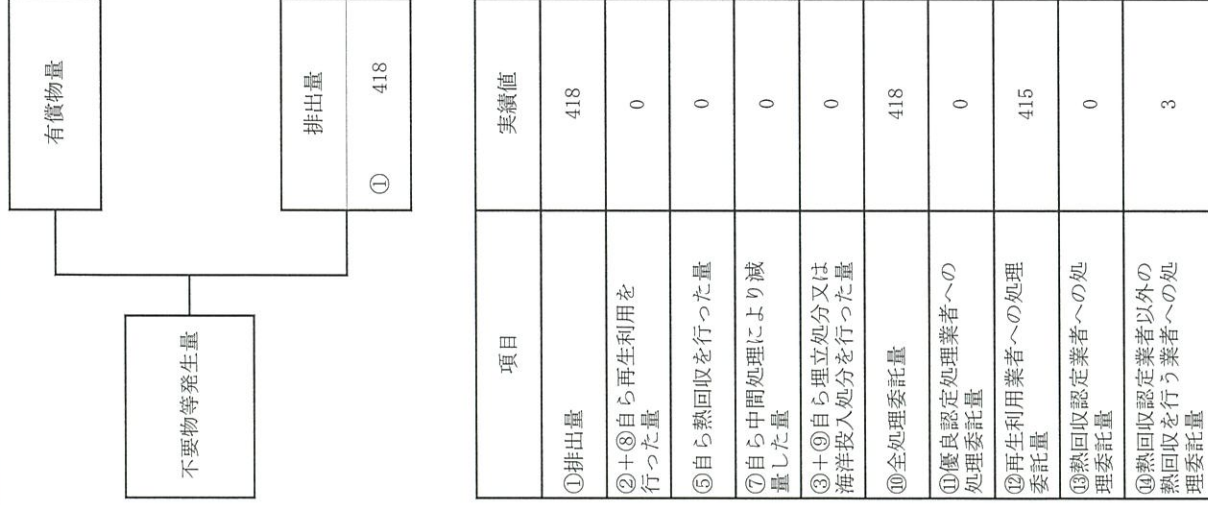 有償物量
不要物等発生量
排出量
① 418
項目 実績値
①排出量 418
②+⑧自ら再生利用を
行った量 0
⑤自ら熱回収を行った量 0
⑦自ら中間処理により減
量した量 0
③+⑨自ら埋立処分又は
海洋投入処分を行った量 0
⑩全処理委託量 418
⑪優良認定処理業者への
処理委託量 0
⑫再生利用業者への処理
委託量 415
⑬熱回収認定業者への処
理委託量 0
⑭熱回収認定業者以外の
熱回収を行う業者への処
理委託量 3